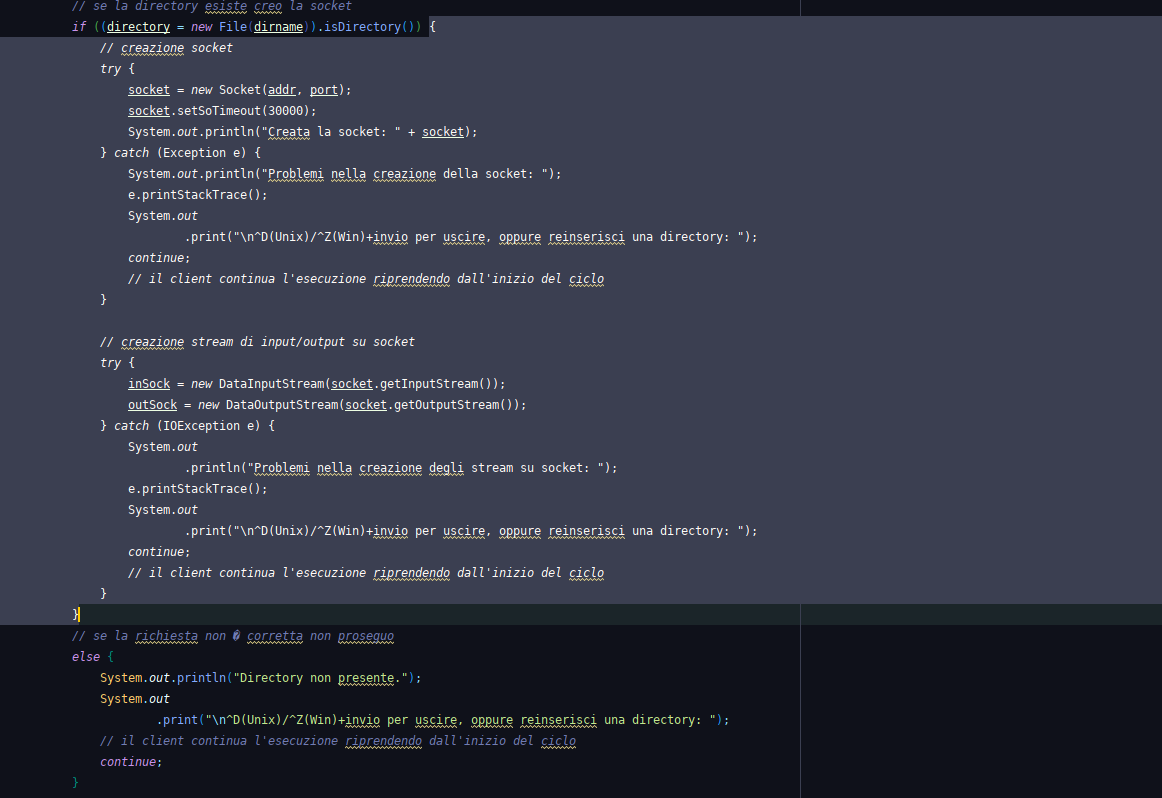 // se la directory esiste creo la socket
if ((directory = new File(dirname)).isDirectory()) {
// creazione socket
try {
socket = new Socket(addr, port);
socket.setSoTimeout(30000);
System.out.println("Creata la socket: " + socket);
} catch (Exception e) {
System.out.println("Problemi nella creazione della socket: ");
e.printStackTrace();
System.out
.print("\n^D(Unix)/^Z(Win)+invio per uscire, oppure reinserisci una directory: ");
continue;
// il client continua l'esecuzione riprendendo dall'inizio del ciclo
}
// creazione stream di input/output su socket
try {
inSock = new DataInputStream(socket.getInputStream());
outSock = new DataOutputStream(socket.getOutputStream());
} catch (IOException e) {
System.out
.println("Problemi nella creazione degli stream su socket: ");
e.printStackTrace();
System.out
.print("\n^D(Unix)/^Z(Win)+invio per uscire, oppure reinserisci una directory: ");
continue;
// il client continua l'esecuzione riprendendo dall'inizio del ciclo
}
}
// se la richiesta non � corretta non proseguo
else {
System.out.println("Directory non presente.");
System.out
.print("\n^D(Unix)/^Z(Win)+invio per uscire, oppure reinserisci una directory: ");
// il client continua l'esecuzione riprendendo dall'inizio del ciclo
continue;
}